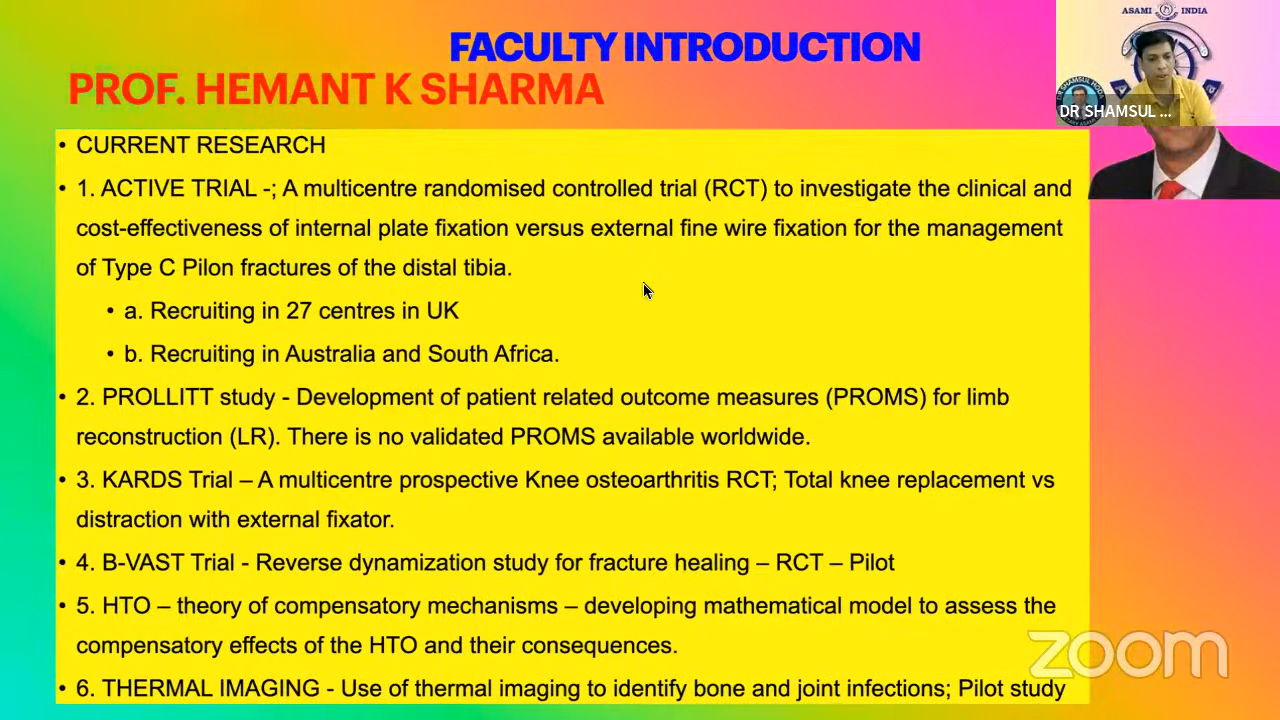 ASAMI INDIA
FACULTY INTRODUCTION
PROF. HEMANT K SHARMA
DR SHAMSUL ...
• CURRENT RESEARCH
• 1. ACTIVE TRIAL -; A multicentre randomised controlled trial (RCT) to investigate the clinical and
cost-effectiveness of internal plate fixation versus external fine wire fixation for the management
of Type C Pilon fractures of the distal tibia.
• a. Recruiting in 27 centres in UK
• b. Recruiting in Australia and South Africa.
• 2. PROLLITT study - Development of patient related outcome measures (PROMS) for limb
reconstruction (LR). There is no validated PROMS available worldwide.
• 3. KARDS Trial – A multicentre prospective Knee osteoarthritis RCT; Total knee replacement vs
distraction with external fixator.
• 4. B-VAST Trial - Reverse dynamization study for fracture healing – RCT – Pilot
• 5. HTO – theory of compensatory mechanisms – developing mathematical model to assess the
compensatory effects of the HTO and their consequences.
• 6. THERMAL IMAGING - Use of thermal imaging to identify bone and joint infections; Pilot study
zoom